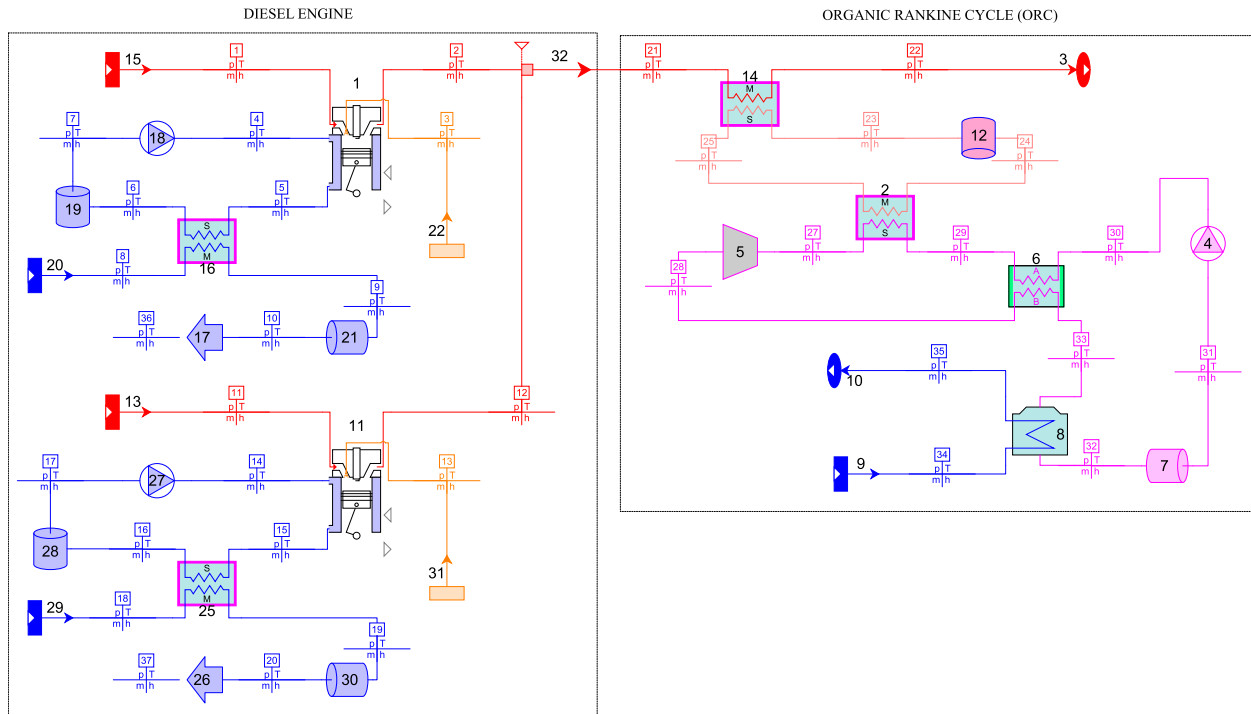 DIESEL ENGINE
ORGANIC RANKINE CYCLE (ORC)
15
1
p T
m h
2
p T
m h
32
21
p T
m h
22
p T
m h
3
1
14
M
S
7
p T
m h
18
4
p T
m h
3
p T
m h
25
p T
m h
23
p T
m h
12
24
p T
m h
19
6
p T
m h
5
p T
m h
2
M
S
S
M
16
22
5
27
p T
m h
29
p T
m h
30
p T
m h
4
20
8
p T
m h
28
p T
m h
6
A
B
9
p T
m h
36
p T
m h
17
10
p T
m h
21
33
p T
m h
31
p T
m h
10
35
p T
m h
13
11
p T
m h
12
p T
m h
11
8
17
p T
m h
27
14
p T
m h
13
p T
m h
9
34
p T
m h
32
p T
m h
7
28
16
p T
m h
15
p T
m h
S
M
25
31
29
18
p T
m h
19
p T
m h
37
p T
m h
26
20
p T
m h
30